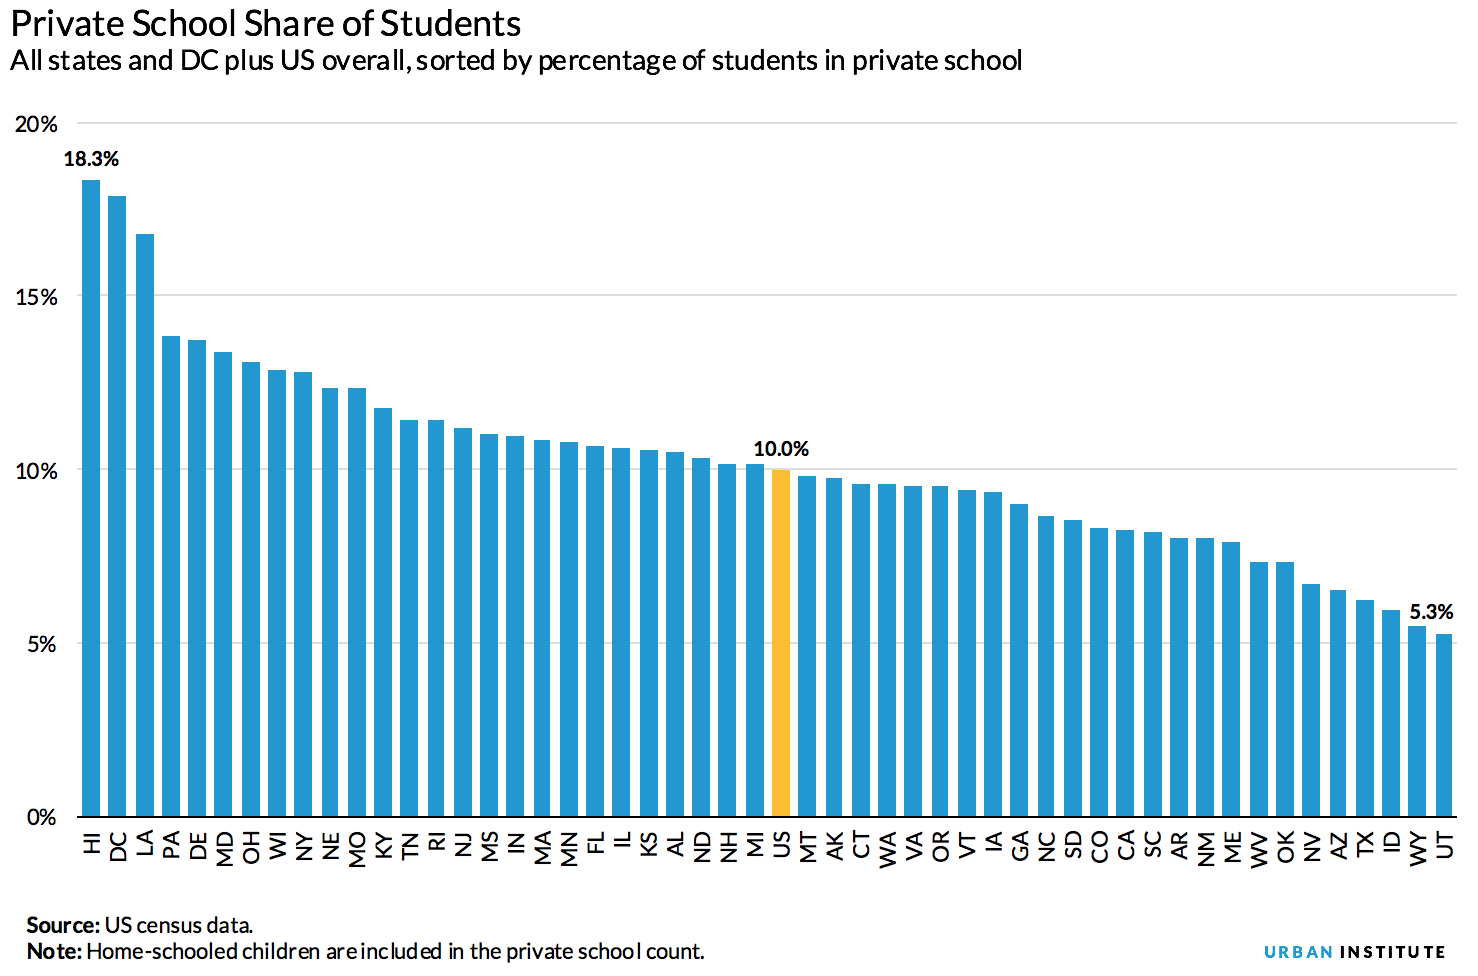 Private School Share of Students
All states and DC plus US overall, sorted by percentage of students in private school
20%
18.3%
15%
10.0%
10%
5.3%
5%
0%
HI DC LA PA DE MD OH WI NY NE MO KY TN RI NJ MS IN MA MN FL IL KS AL ND NH MI US MT AK CT WA VA OR VT IA GA NC SD CO CA SC AR NM ME WV OK NV AZ TX ID WY UT
Source: US census data.
Note: Home-schooled children are included in the private school count.
URBAN INSTITUTE